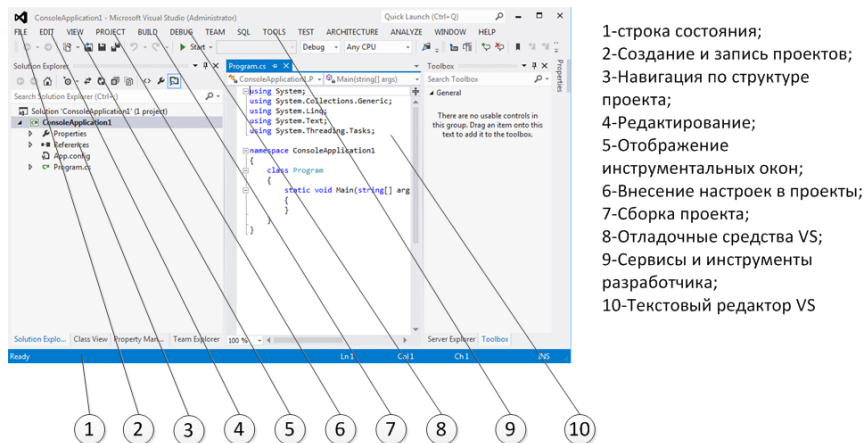 ConsoleApplication1 - Microsoft Visual Studio (Administrator)
Quick Launch (Ctrl+Q)
FILE EDIT VIEW PROJECT BUILD DEBUG TEAM SQL TOOLS TEST ARCHITECTURE ANALYZE WINDOW HELP
Start Debug Any CPU
Solution Explorer
Search Solution Explorer (Ctrl+;)
Solution 'ConsoleApplication1' (1 project)
ConsoleApplication1
Properties
References
App.config
Program.cs
Solution Explo... Class View Property Man... Team Explorer
Program.cs
ConsoleApplication1.P Main(string[] args)
using System;
using System.Collections.Generic;
using System.Linq;
using System.Text;
using System.Threading.Tasks;
namespace ConsoleApplication1
{
class Program
{
static void Main(string[] arg
{
}
}
}
100 %
Toolbox
Search Toolbox
General
There are no usable controls in
this group. Drag an item onto this
text to add it to the toolbox.
Server Explorer Toolbox
Properties
Ready Ln 1 Col 1 Ch 1 INS
1 2 3 4 5 6 7 8 9 10
1-строка состояния;
2-Создание и запись проектов;
3-Навигация по структуре
проекта;
4-Редактирование;
5-Отображение
инструментальных окон;
6-Внесение настроек в проекты;
7-Сборка проекта;
8-Отладочные средства VS;
9-Сервисы и инструменты
разработчика;
10-Текстовый редактор VS